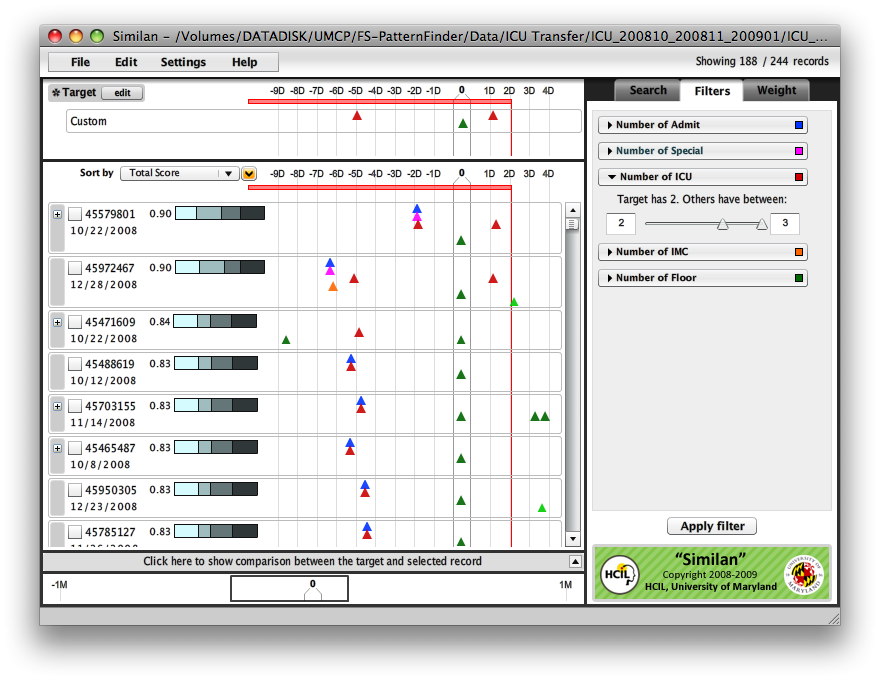 Similan – /Volumes/DATADISK/UMCP/FS-PatternFinder/Data/ICU Transfer/ICU_200810_200811_200901/ICU_...
File Edit Settings Help
Showing 188 / 244 records
* Target edit
-9D -8D -7D -6D -5D -4D -3D -2D -1D 0 1D 2D 3D 4D
Custom
Sort by Total Score
-9D -8D -7D -6D -5D -4D -3D -2D -1D 0 1D 2D 3D 4D
45579801 0.90
10/22/2008
45972467 0.90
12/28/2008
45471609 0.84
10/22/2008
45488619 0.83
10/12/2008
45703155 0.83
11/14/2008
45465487 0.83
10/8/2008
45950305 0.83
12/23/2008
45785127 0.83
Click here to show comparison between the target and selected record
-1M 0 1M
Search Filters Weight
Number of Admit
Number of Special
Number of ICU
Target has 2. Others have between:
2 3
Number of IMC
Number of Floor
Apply filter
HCIL
“Similan”
Copyright 2008-2009
HCIL, University of Maryland
UNIVERSITY OF MARYLAND